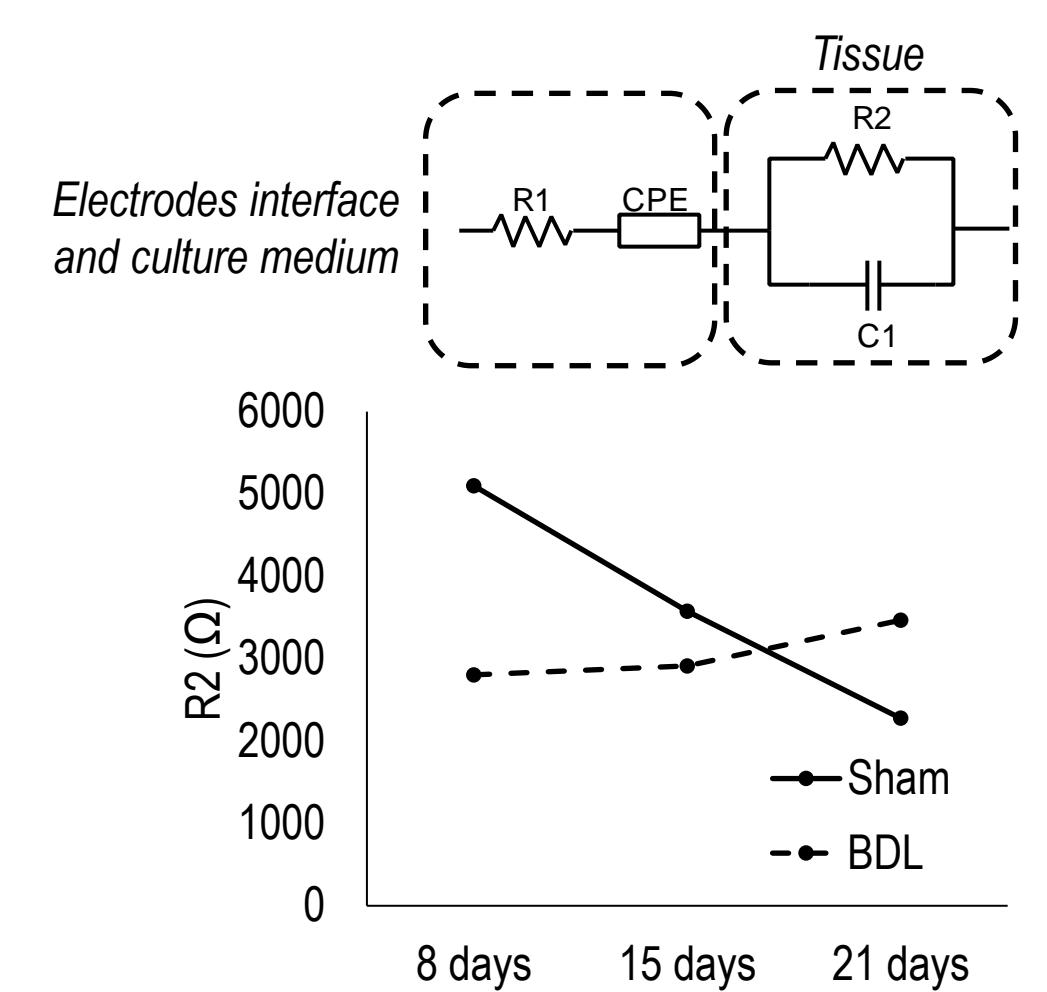 Tissue
R2
Electrodes interface
and culture medium
R1
CPE
C1
6000
5000
4000
3000
2000
1000
0
R2 (Ω)
Sham
BDL
8 days
15 days
21 days